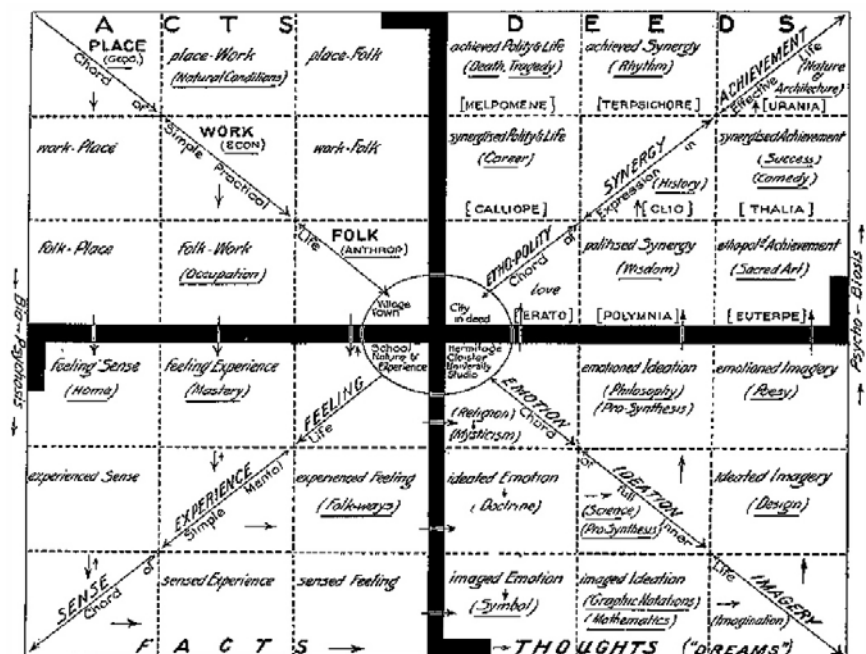 A C T S
D E E D S
PLACE
(GEOG.)
place-Work
(Natural Conditions)
place-Folk
achieved Polity & Life
(Death, Tragedy)
[MELPOMENE]
achieved Synergy
(Rhythm)
[TERPSICHORE]
ACHIEVEMENT
Effective Life
(Nature of
Architecture)
[URANIA]
Chord of Simple Practical Life
work-Place
WORK
(ECON)
work-Folk
synergised Polity & Life
(Career)
[CALLIOPE]
SYNERGY
(History)
[CLIO]
synergised Achievement
(Success)
(Comedy)
[THALIA]
folk-Place
folk-Work
(Occupation)
FOLK
(ANTHROP)
ETHO-POLITY
Chord of Expression in
love
[ERATO]
politised Synergy
(Wisdom)
[POLYMNIA]
ethopol^d Achievement
(Sacred Art)
[EUTERPE]
Village
Town
City
in deed
School
Nature &
Experience
Hermitage
Cloister
University
Studio
← Bio-Psychosis →
Psycho-Biosis →
Feeling Sense
(Home)
Feeling Experience
(Mastery)
FEELING
Life
EMOTION
Chord
(Religion)
(Mysticism)
emotioned Ideation
(Philosophy)
(Pro-Synthesis)
emotioned Imagery
(Poesy)
experienced Sense
EXPERIENCE
Simple Mental
experienced Feeling
(Folk-ways)
ideated Emotion
(Doctrine)
IDEATION
of Full Inner
(Science)
(Pro-Synthesis)
Ideated Imagery
(Design)
SENSE
Chord of
sensed Experience
sensed Feeling
imaged Emotion
(Symbol)
imaged Ideation
(Graphic Notations)
(Mathematics)
IMAGERY
Life
(Imagination)
F A C T S
THOUGHTS ("DREAMS")